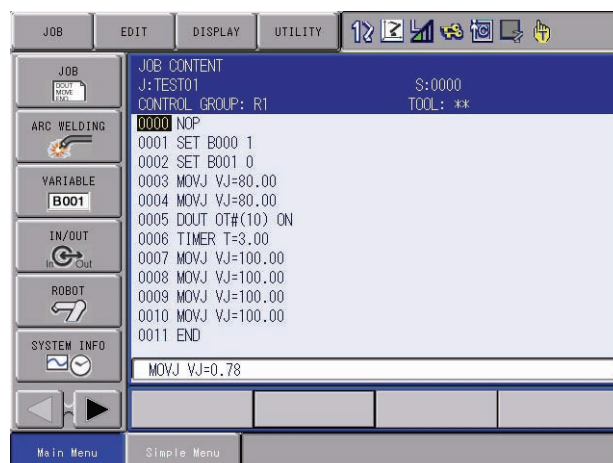 JOB EDIT DISPLAY UTILITY
JOB
DOUT
MOVE
END
ARC WELDING
VARIABLE
B001
IN/OUT
In Out
ROBOT
SYSTEM INFO
JOB CONTENT
J:TEST01 S:0000
CONTROL GROUP: R1 TOOL: **
0000 NOP
0001 SET B000 1
0002 SET B001 0
0003 MOVJ VJ=80.00
0004 MOVJ VJ=80.00
0005 DOUT OT#(10) ON
0006 TIMER T=3.00
0007 MOVJ VJ=100.00
0008 MOVJ VJ=100.00
0009 MOVJ VJ=100.00
0010 MOVJ VJ=100.00
0011 END
MOVJ VJ=0.78
Main Menu Simple Menu